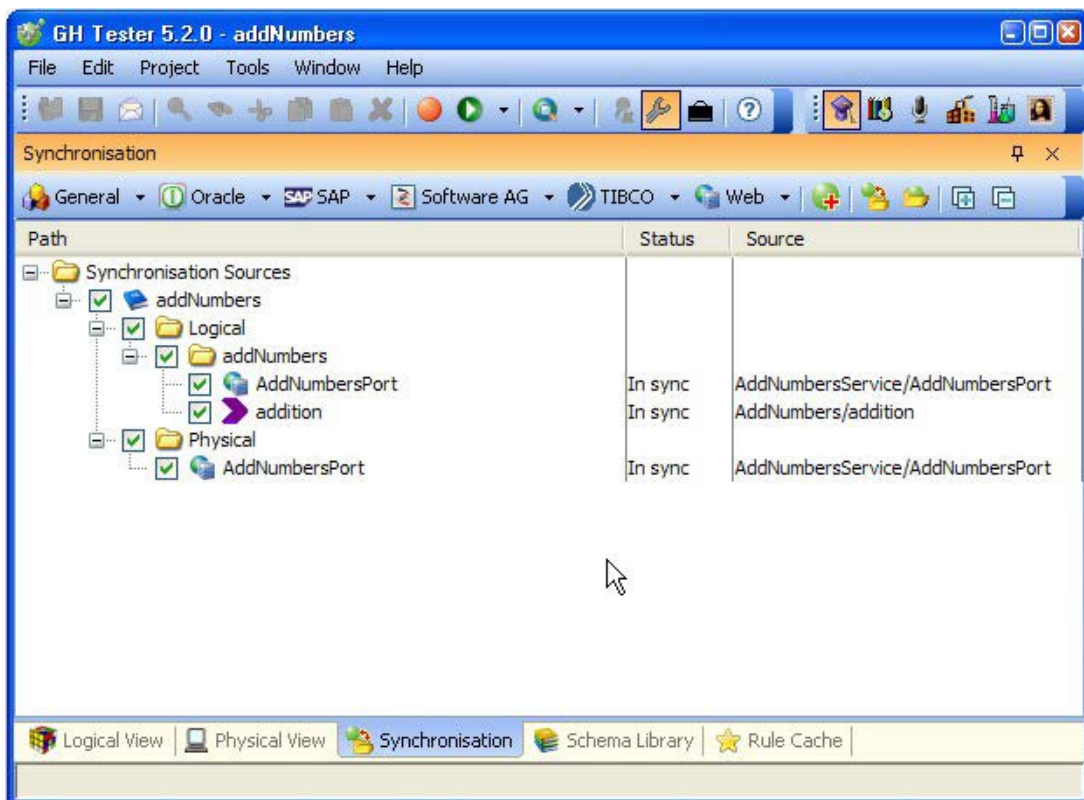 GH Tester 5.2.0 - addNumbers
File Edit Project Tools Window Help
Synchronisation
General Oracle SAP SAP Software AG TIBCO Web
Path Status Source
Synchronisation Sources
addNumbers
Logical
addNumbers
AddNumbersPort In sync AddNumbersService/AddNumbersPort
addition In sync AddNumbers/addition
Physical
AddNumbersPort In sync AddNumbersService/AddNumbersPort
Logical View Physical View Synchronisation Schema Library Rule Cache